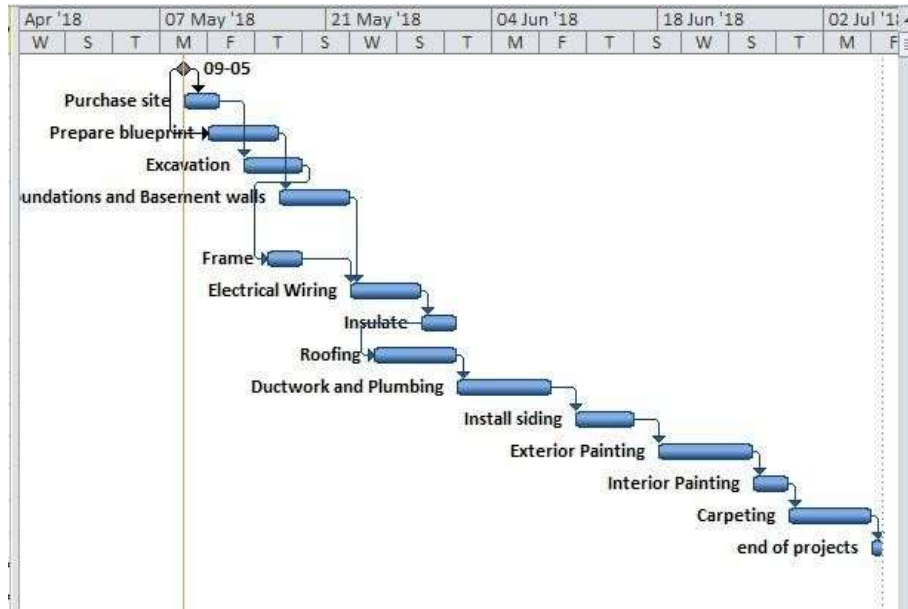 Apr '18 07 May '18 21 May '18 04 Jun '18 18 Jun '18 02 Jul '18
W S T M F T S W S T M F T S W S T M F
09-05
Purchase site
Prepare blueprint
Excavation
oundations and Basement walls
Frame
Electrical Wiring
Insulate
Roofing
Ductwork and Plumbing
Install siding
Exterior Painting
Interior Painting
Carpeting
end of projects